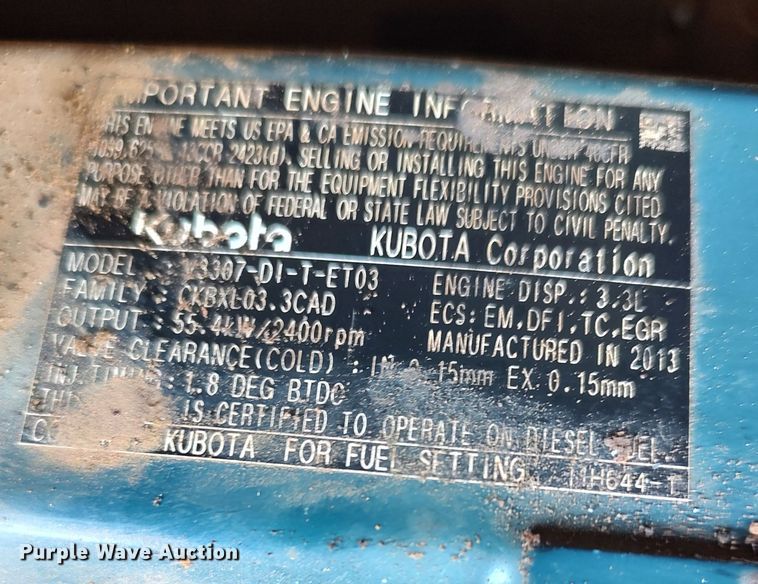 IMPORTANT ENGINE INFORMATION
THIS ENGINE MEETS US EPA & CA EMISSION REQUIREMENTS UNDER 40CFR
1039.625 13CCR 2423(d). SELLING OR INSTALLING THIS ENGINE FOR ANY
PURPOSE OTHER THAN FOR THE EQUIPMENT FLEXIBILITY PROVISIONS CITED
MAY BE A VIOLATION OF FEDERAL OR STATE LAW SUBJECT TO CIVIL PENALTY.
Kubota KUBOTA Corporation
MODEL : V3307-DI-T-ET03 ENGINE DISP.: 3.3L
FAMILY : CKBXL03.3CAD ECS: EM,DFI,TC,EGR
OUTPUT : 55.4kW/2400rpm MANUFACTURED IN 2013
VALVE CLEARANCE(COLD) : IN 0.15mm EX 0.15mm
INJ.TIMING : 1.8 DEG BTDC
THIS IS CERTIFIED TO OPERATE ON DIESEL FUEL.
KUBOTA FOR FUEL SETTING. 11H644-T
Purple Wave Auction